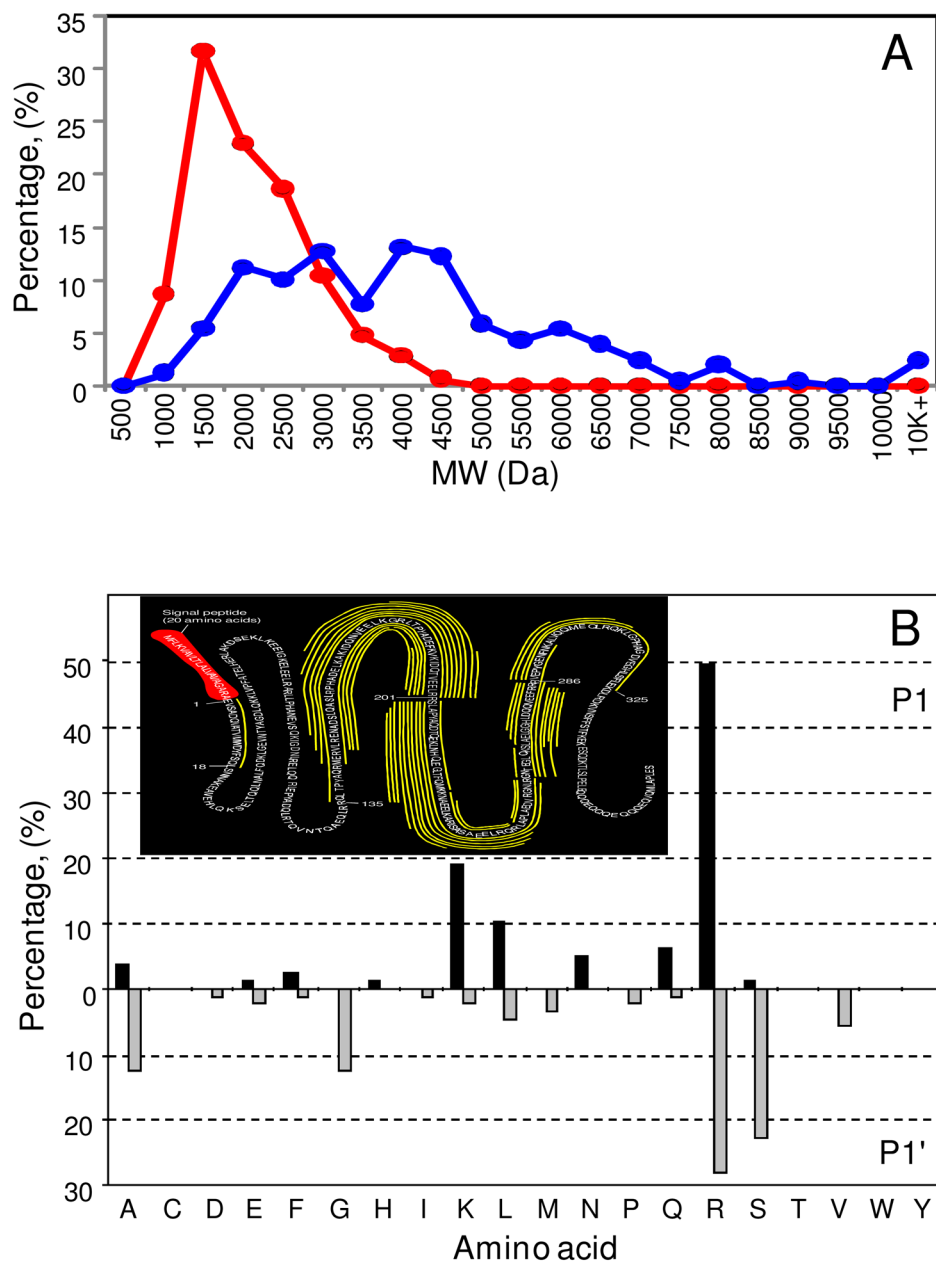 A
Percentage, (%)
35
30
25
20
15
10
5
0
500 1000 1500 2000 2500 3000 3500 4000 4500 5000 5500 6000 6500 7000 7500 8000 8500 9000 9500 10000 10K+
MW (Da)
B
Signal peptide
(20 amino acids)
1
18
135
201
286
325
P1
Percentage, (%)
50
40
30
20
10
0
10
20
30
P1'
A C D E F G H I K L M N P Q R S T V W Y
Amino acid